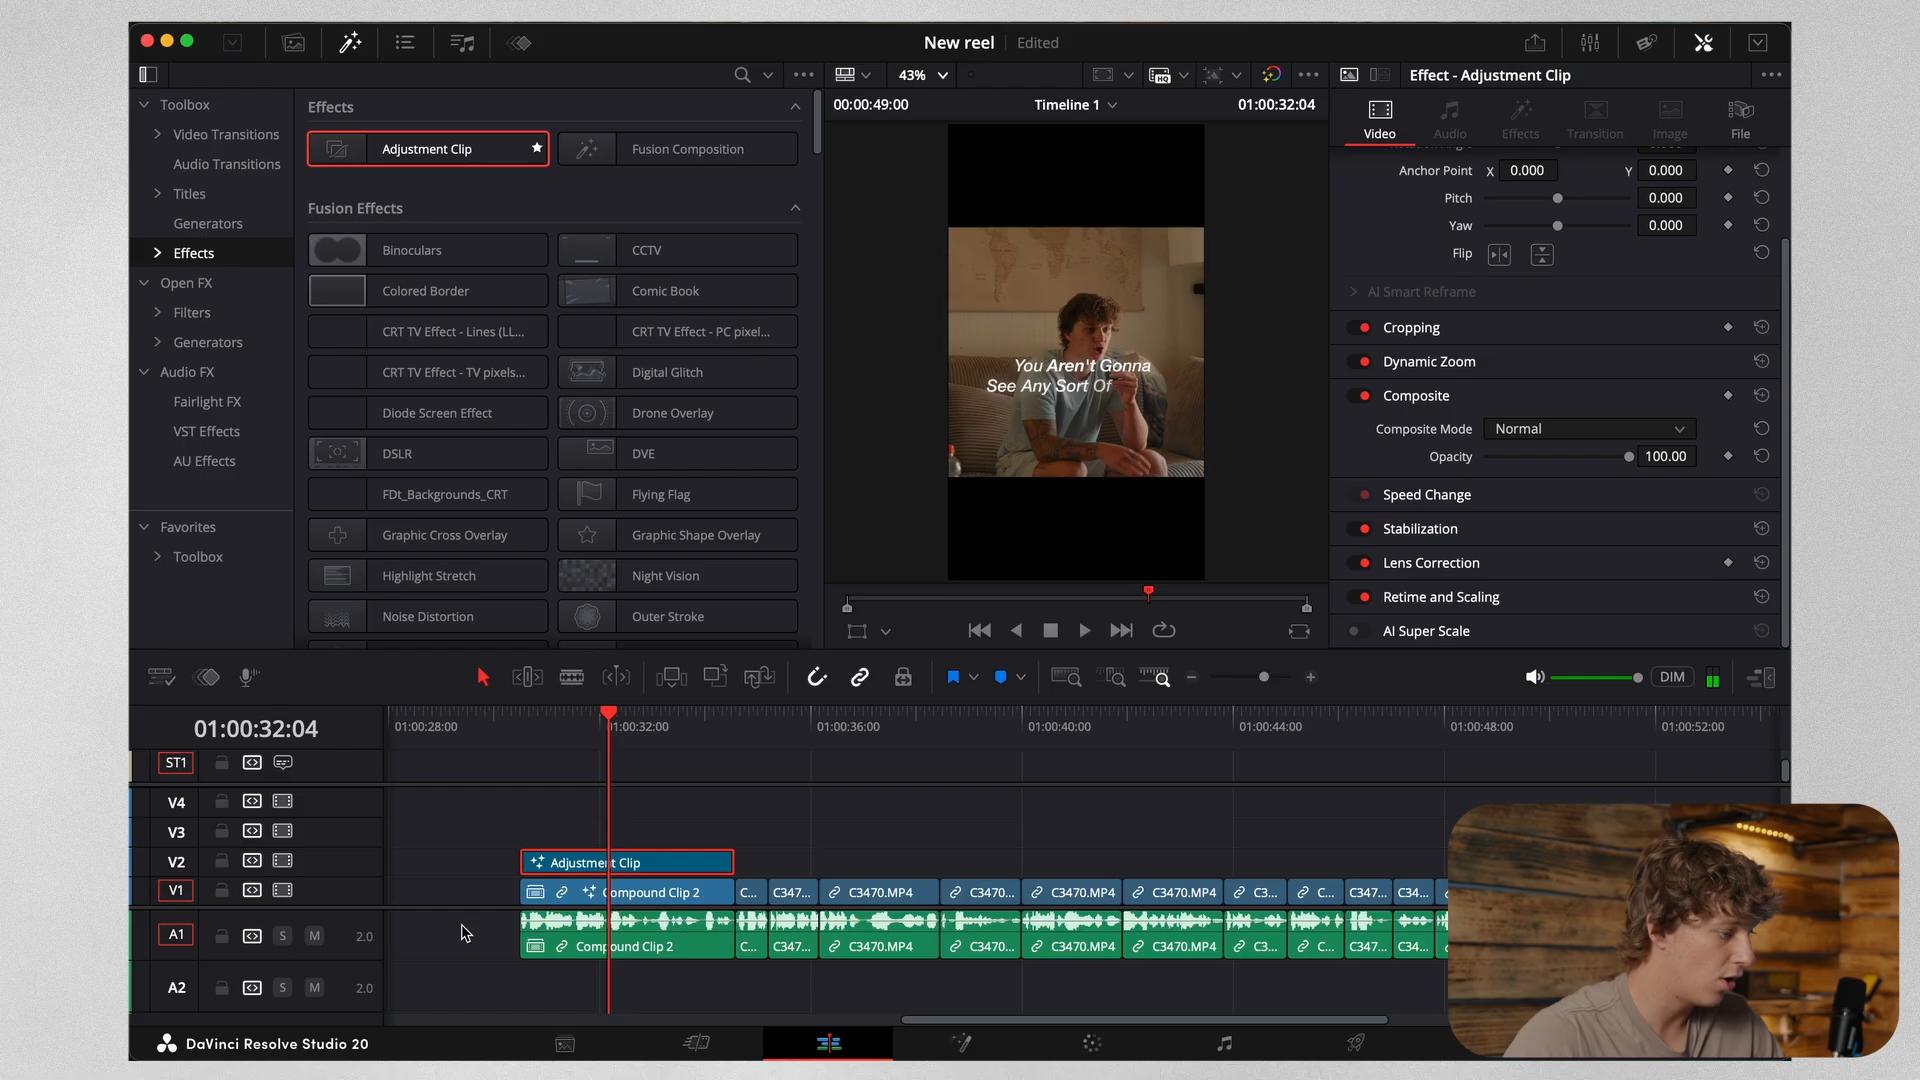 New reel
Edited
43%
Effect - Adjustment Clip
Toolbox
Video Transitions
Audio Transitions
Titles
Generators
Effects
Open FX
Filters
Generators
Audio FX
Fairlight FX
VST Effects
AU Effects
Favorites
Toolbox
Effects
Adjustment Clip
Fusion Composition
Fusion Effects
Binoculars
CCTV
Colored Border
Comic Book
CRT TV Effect - Lines (LL...
CRT TV Effect - PC pixel...
CRT TV Effect - TV pixels...
Digital Glitch
Diode Screen Effect
Drone Overlay
DSLR
DVE
FDt_Backgrounds_CRT
Flying Flag
Graphic Cross Overlay
Graphic Shape Overlay
Highlight Stretch
Night Vision
Noise Distortion
Outer Stroke
00:00:49:00
Timeline 1
01:00:32:04
You Aren't Gonna
See Any Sort Of
Video
Audio
Effects
Transition
Image
File
Anchor Point X 0.000 Y 0.000
Pitch 0.000
Yaw 0.000
Flip
AI Smart Reframe
Cropping
Dynamic Zoom
Composite
Composite Mode Normal
Opacity 100.00
Speed Change
Stabilization
Lens Correction
Retime and Scaling
AI Super Scale
DIM
01:00:32:04
01:00:28:00
01:00:32:00
01:00:36:00
01:00:40:00
01:00:44:00
01:00:48:00
01:00:52:00
ST1
V4
V3
V2
Adjustment Clip
V1
Compound Clip 2
C...
C347...
C3470.MP4
C3470...
C3470.MP4
C3470.MP4
C3...
C...
C347...
C34...
A1
S
M
2.0
Compound Clip 2
C...
C347...
C3470.MP4
C3470...
C3470.MP4
C3470.MP4
C3...
C...
C347...
C34...
A2
S
M
2.0
DaVinci Resolve Studio 20